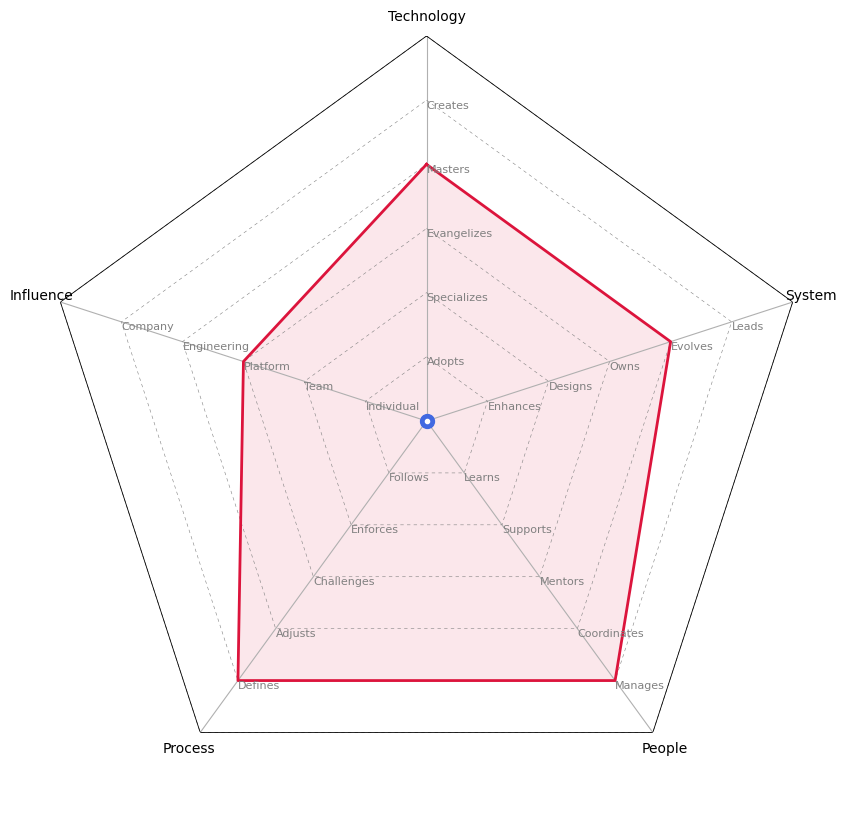 Technology
Creates
Masters
Evangelizes
Specializes
Adopts
Influence
System
Company
Leads
Engineering
Evolves
Platform
Owns
Team
Designs
Individual
Enhances
Follows
Learns
Enforces
Supports
Challenges
Mentors
Adjusts
Coordinates
Defines
Manages
Process
People